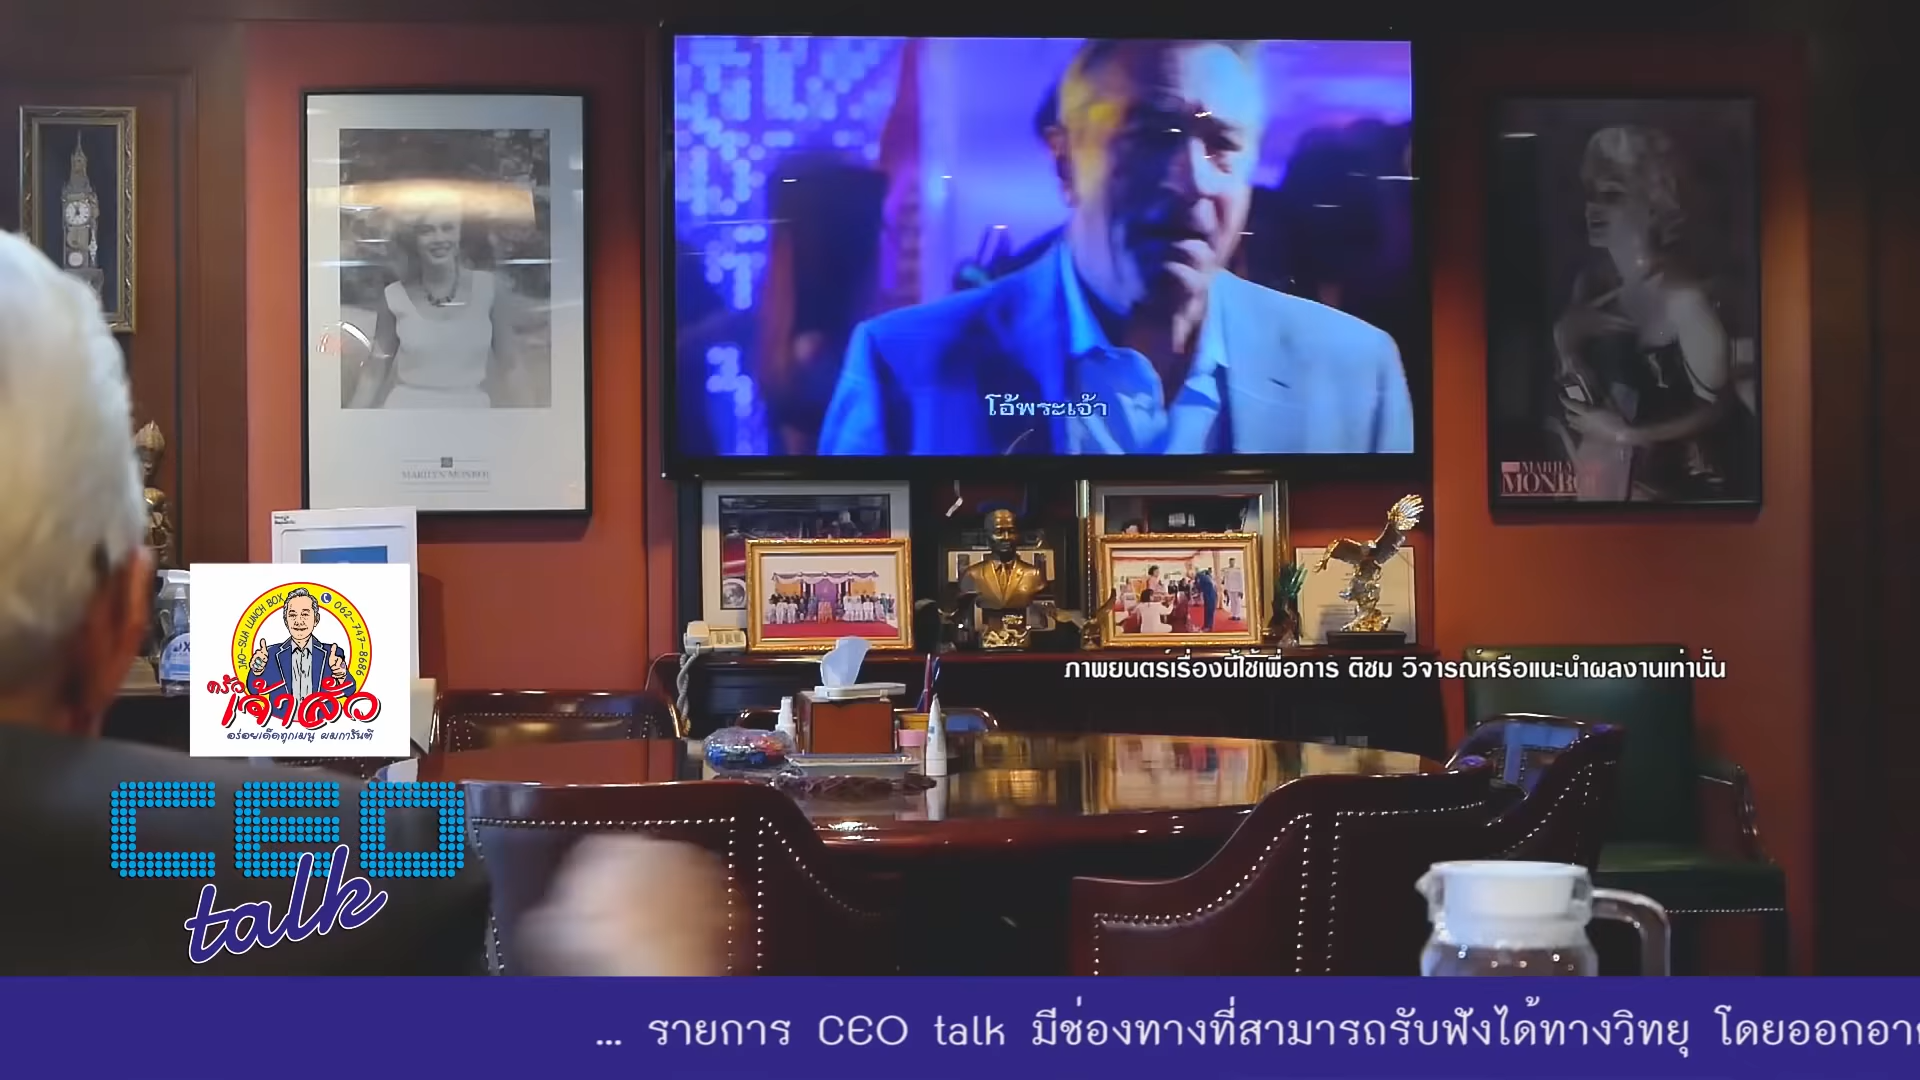 โอ้พระเจ้า
MARILYN MONROE
MARILYN
MONROE
ภาพยนตร์เรื่องนี้ใช้เพื่อการ ติชม วิจารณ์หรือแนะนำผลงานเท่านั้น
JAO-SUA LUNCH BOX 062-747-8686
ครัว
เจ้าสัว
อร่อยเด็ดทุกเมนู ผมการันตี
CEO
talk
... รายการ CEO talk มีช่องทางที่สามารถรับฟังได้ทางวิทยุ โดยออกอา